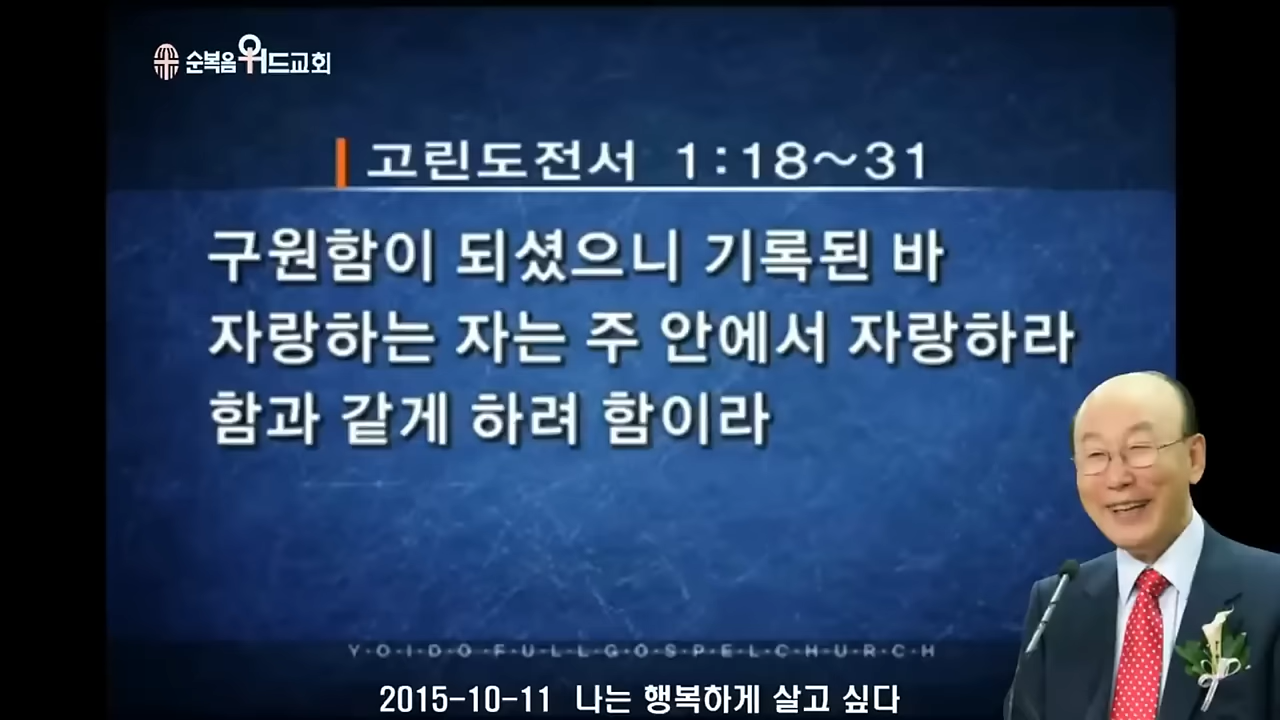 순복음워드교회
고린도전서 1:18~31
구원함이 되셨으니 기록된 바
자랑하는 자는 주 안에서 자랑하라
함과 같게 하려 함이라
Y·O·I·D·O·F·U·L·L·G·O·S·P·E·L·C·H·U·R·C·H
2015-10-11 나는 행복하게 살고 싶다